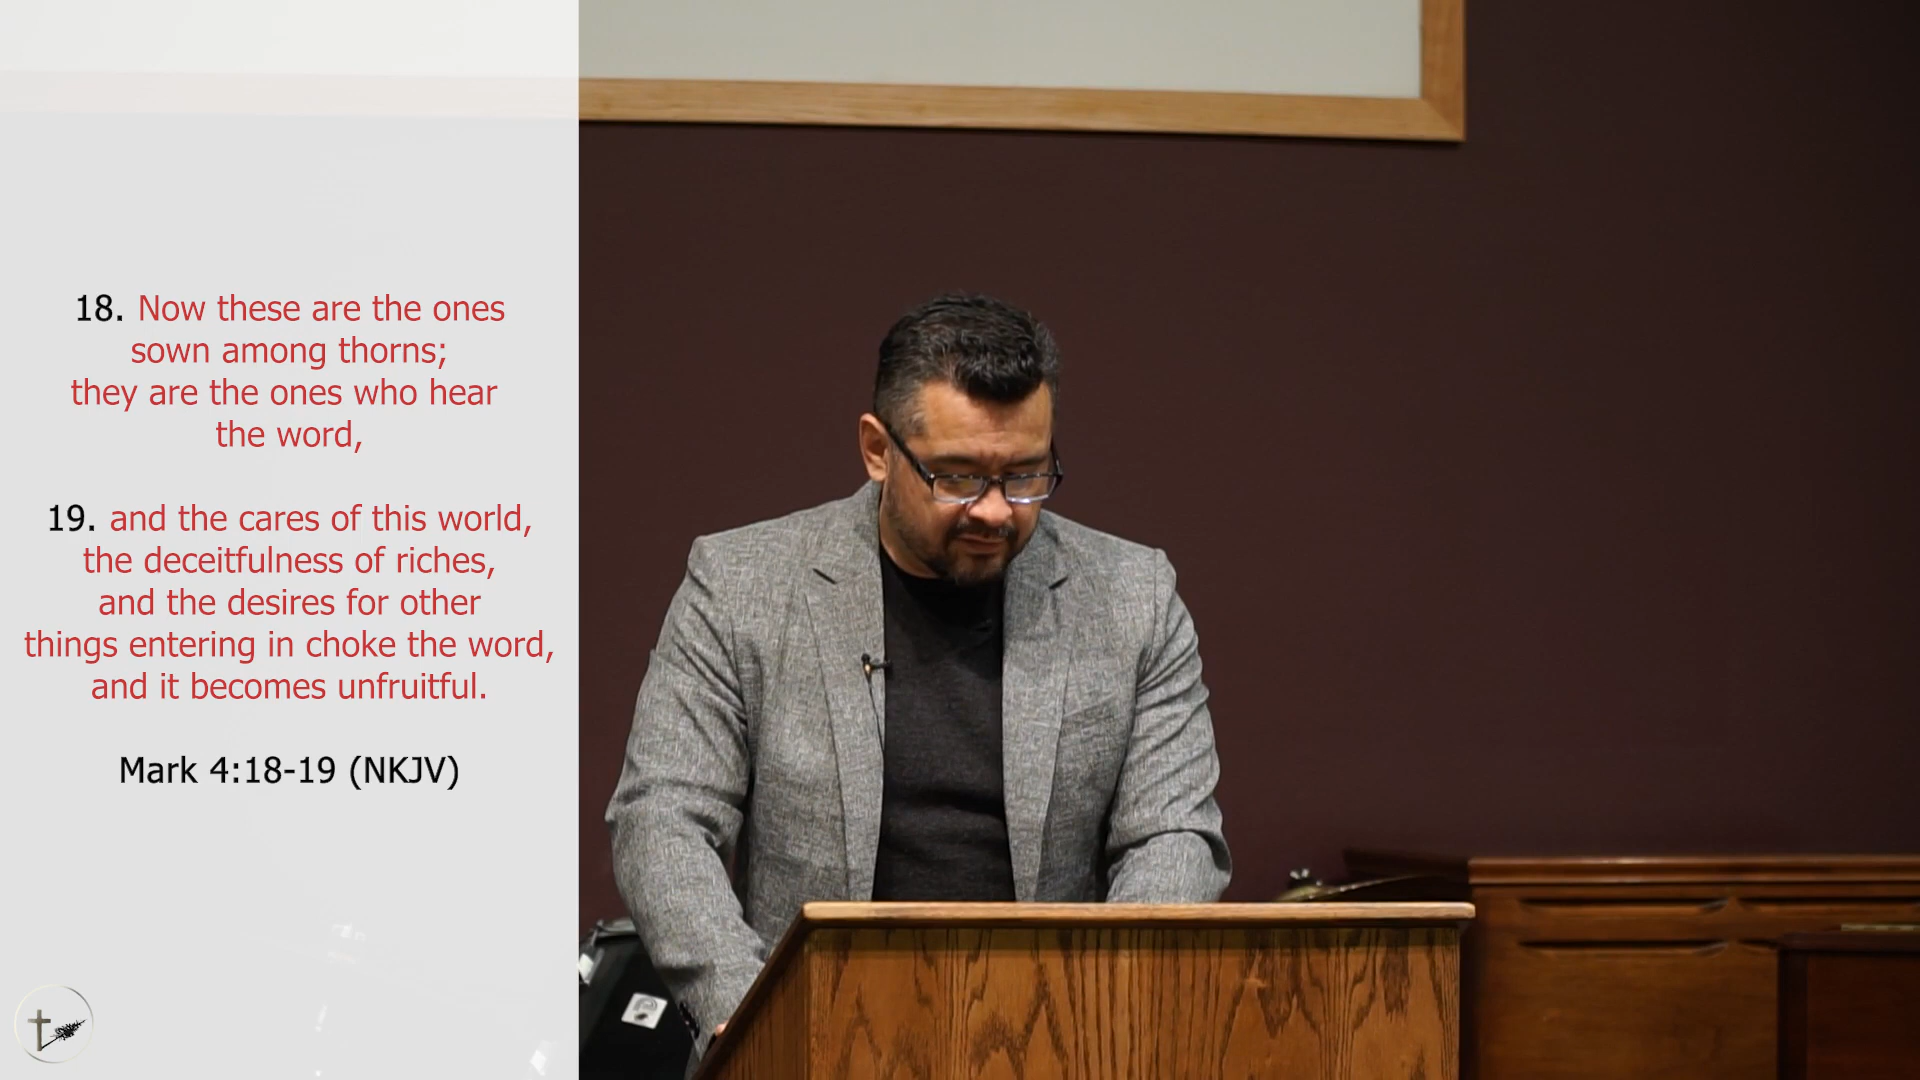 18. Now these are the ones
sown among thorns;
they are the ones who hear
the word,
19. and the cares of this world,
the deceitfulness of riches,
and the desires for other
things entering in choke the word,
and it becomes unfruitful.
Mark 4:18-19 (NKJV)